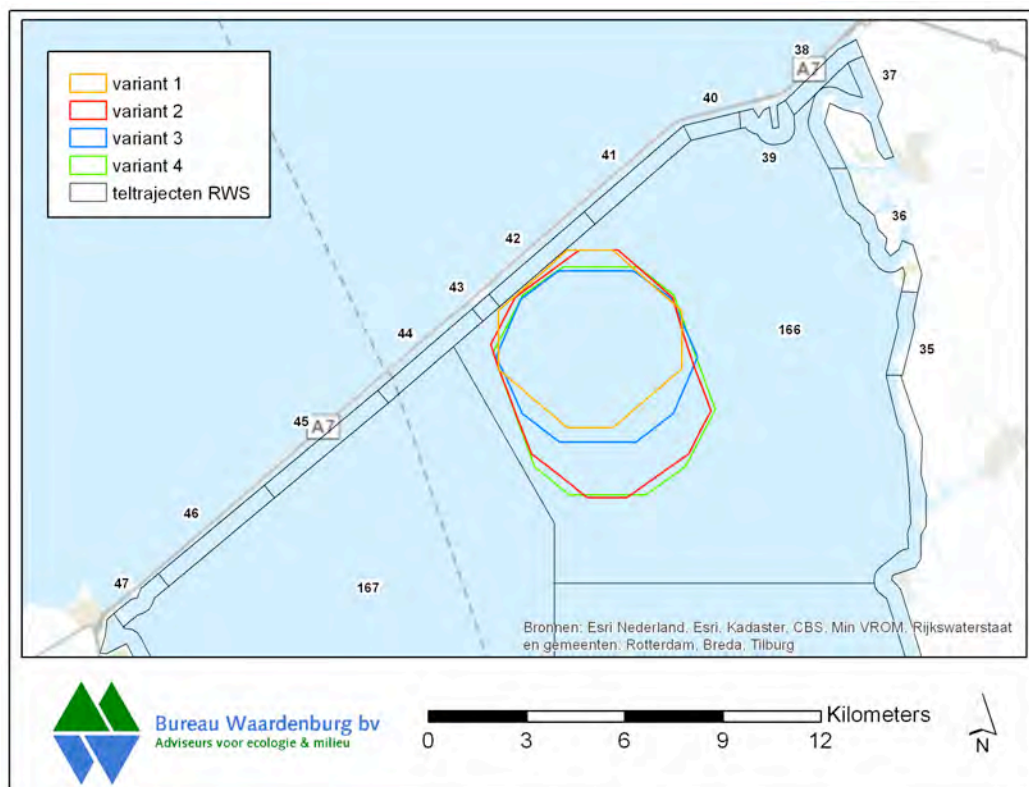 variant 1
variant 2
variant 3
variant 4
teltrajecten RWS
38
A7
37
40
41
39
42
36
43
44
166
35
45
A7
46
167
47
Bronnen: Esri Nederland, Esri, Kadaster, CBS, Min VROM, Rijkswaterstaat
en gemeenten: Rotterdam, Breda, Tilburg
Bureau Waardenburg bv
Adviseurs voor ecologie & milieu
Kilometers
0 3 6 9 12
N